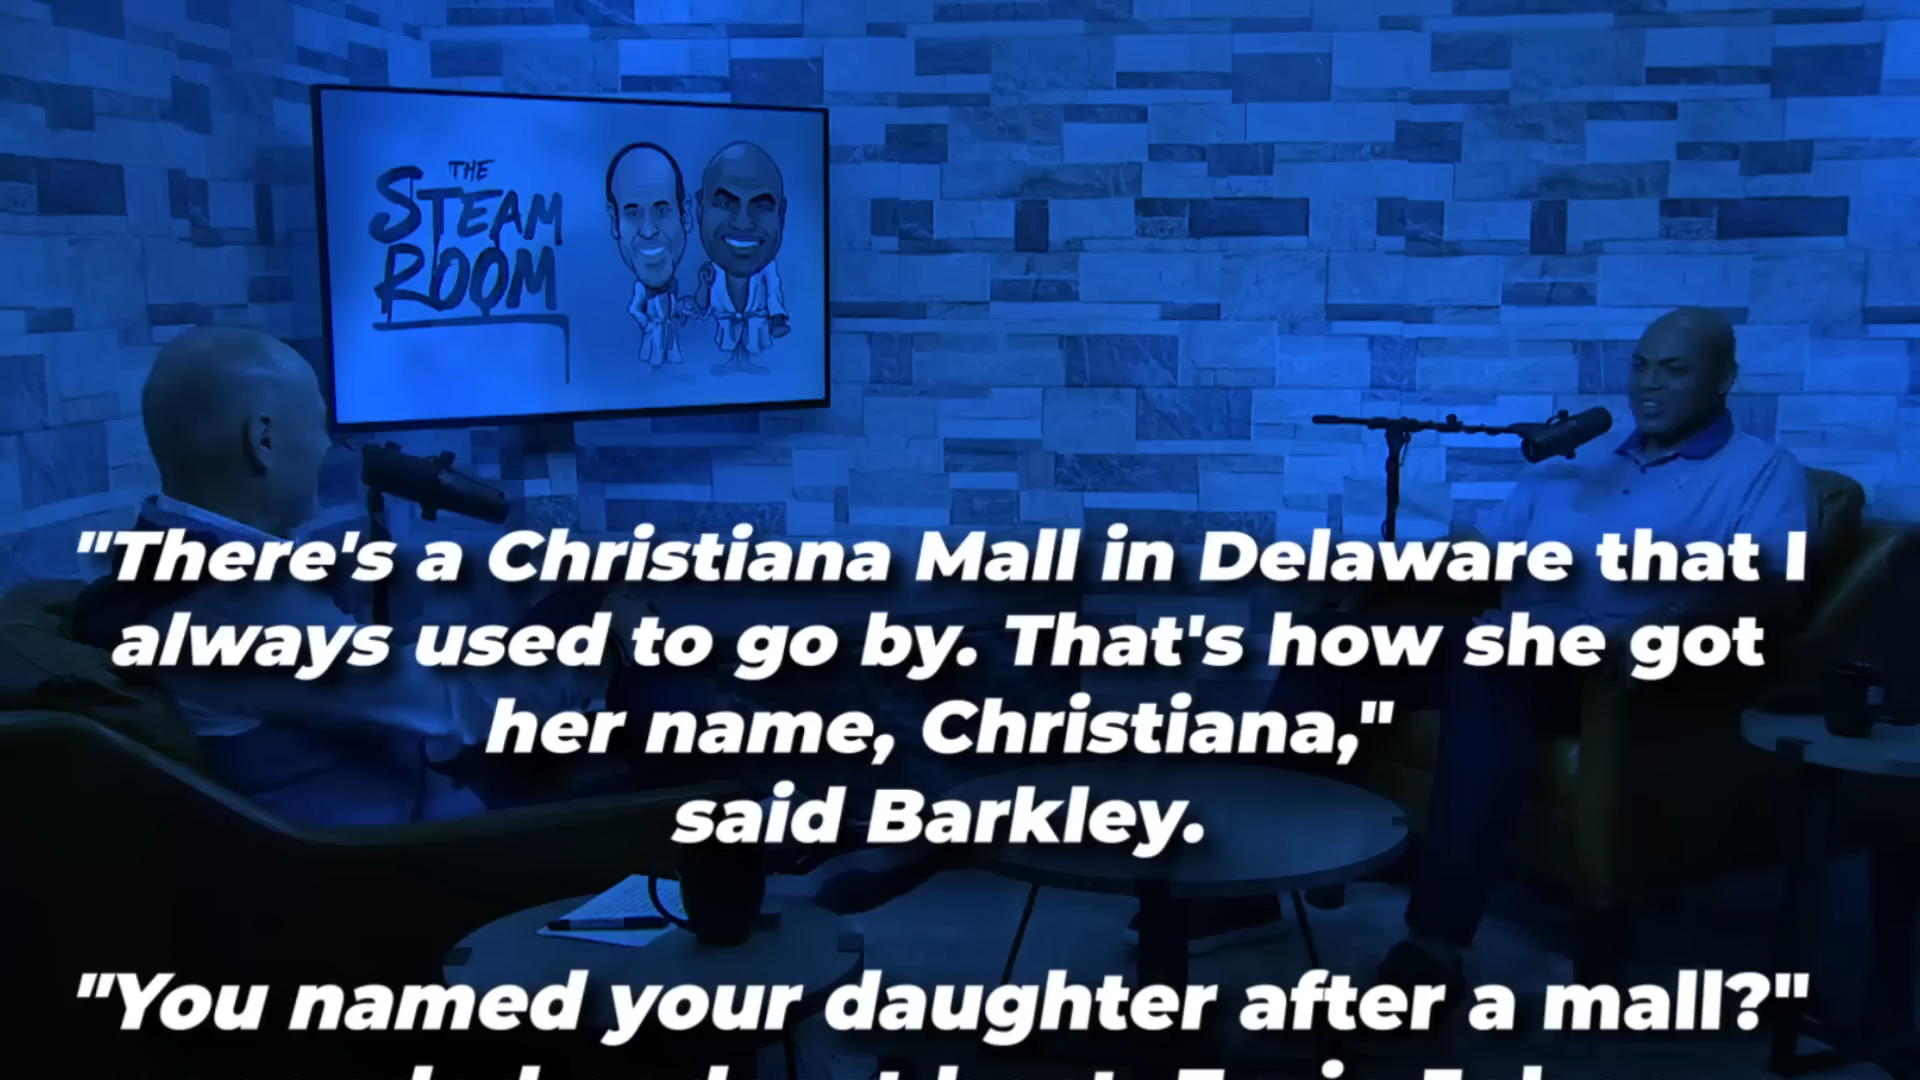 THE
STEAM
ROOM
"There's a Christiana Mall in Delaware that I
always used to go by. That's how she got
her name, Christiana,"
said Barkley.
"You named your daughter after a mall?"